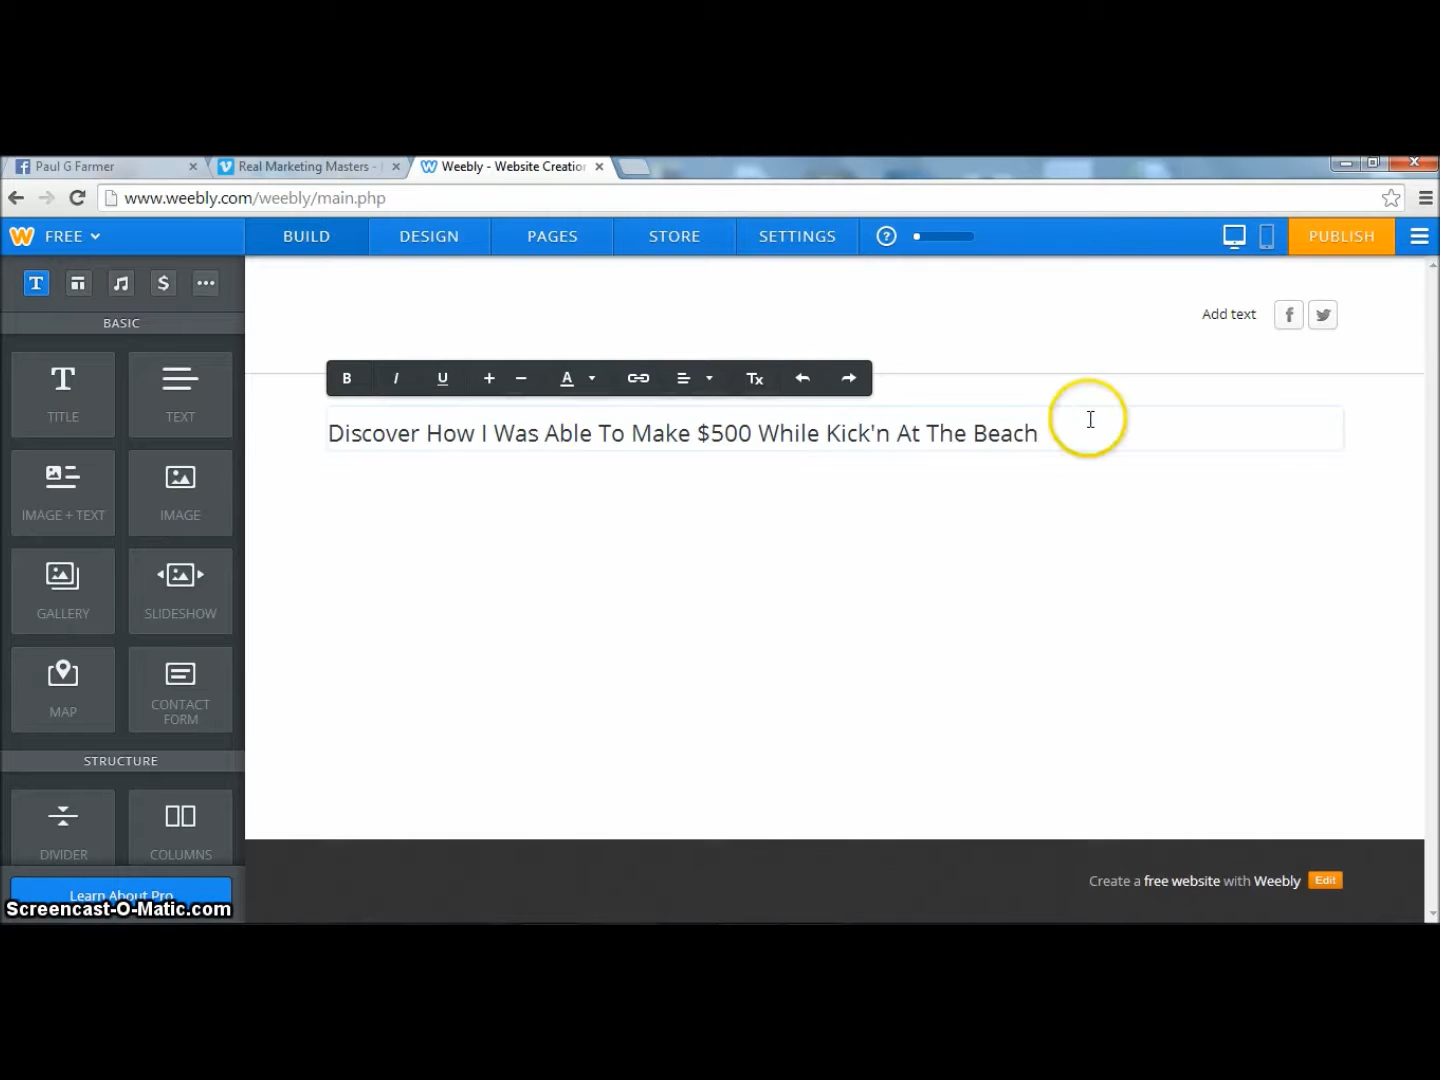 Paul G Farmer
Real Marketing Masters -
Weebly - Website Creation
www.weebly.com/weebly/main.php
FREE
BUILD
DESIGN
PAGES
STORE
SETTINGS
?
PUBLISH
T
$
BASIC
Add text
f
B I U + − A Tx
T
TITLE
TEXT
Discover How I Was Able To Make $500 While Kick'n At The Beach
IMAGE + TEXT
IMAGE
GALLERY
SLIDESHOW
MAP
CONTACT
FORM
STRUCTURE
DIVIDER
COLUMNS
Create a free website with Weebly
Edit
Learn About Pro
Screencast-O-Matic.com